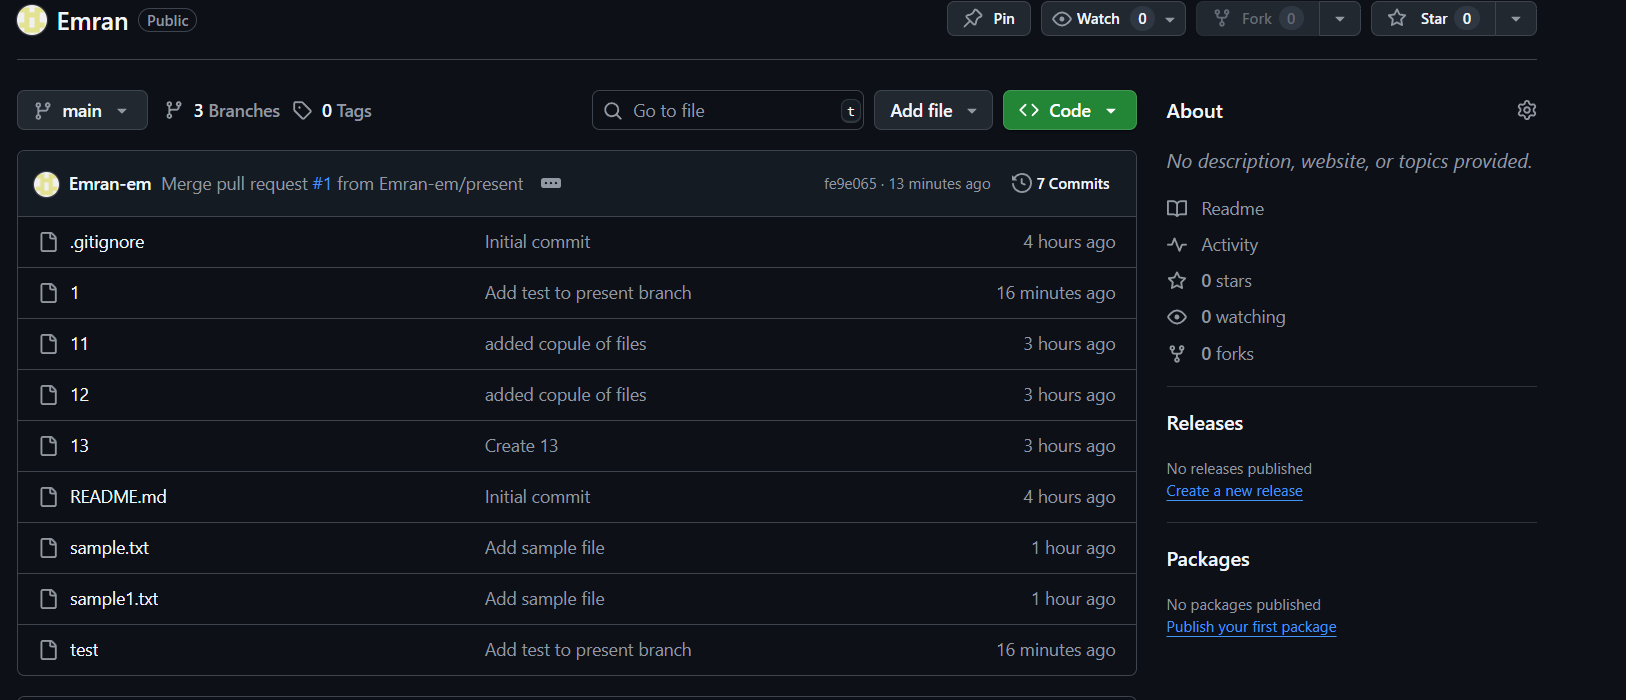 Emran Public Pin Watch 0 Fork 0 Star 0
main 3 Branches 0 Tags Go to file t Add file Code
Emran-em Merge pull request #1 from Emran-em/present fe9e065 · 13 minutes ago 7 Commits
.gitignore Initial commit 4 hours ago
1 Add test to present branch 16 minutes ago
11 added copule of files 3 hours ago
12 added copule of files 3 hours ago
13 Create 13 3 hours ago
README.md Initial commit 4 hours ago
sample.txt Add sample file 1 hour ago
sample1.txt Add sample file 1 hour ago
test Add test to present branch 16 minutes ago
About
No description, website, or topics provided.
Readme
Activity
0 stars
0 watching
0 forks
Releases
No releases published
Create a new release
Packages
No packages published
Publish your first package